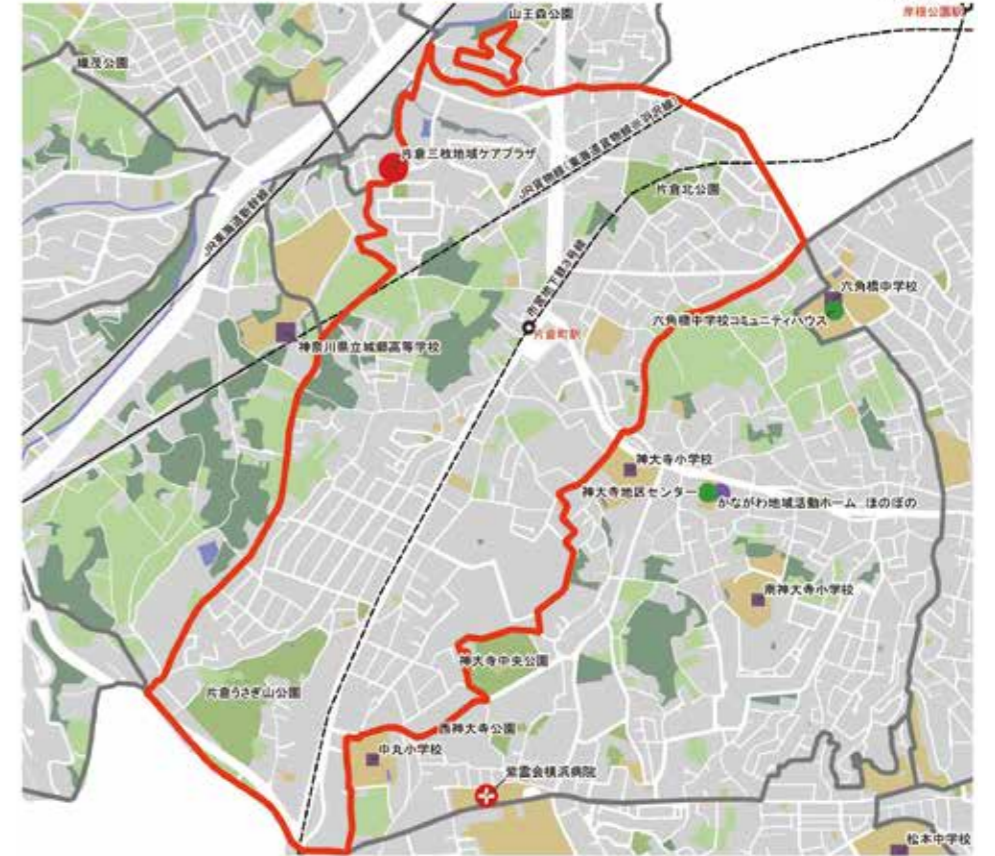 山王森公園
岸根公園駅
片倉三枝地域ケアプラザ
JR貨物線(東海道貨物線
片倉北公園
JR東海道新幹線
市営地下鉄3号線
六角橋中学校
六角橋中学校コミュニティハウス
片倉町駅
神奈川県立城郷高等学校
神大寺小学校
神大寺地区センター
かながわ地域活動ホーム ほのぼの
南神大寺小学校
神大寺中央公園
片倉うさぎ山公園
西神大寺公園
中丸小学校
紫雲会横浜病院
松本中学校